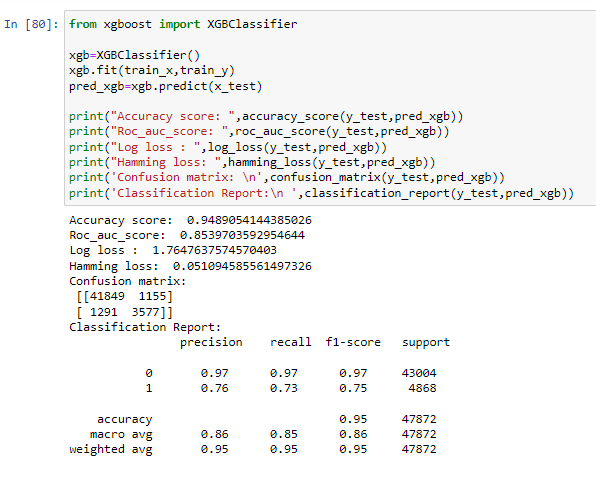 In [80]: from xgboost import XGBClassifier
xgb=XGBClassifier()
xgb.fit(train_x,train_y)
pred_xgb=xgb.predict(x_test)
print("Accuracy score: ",accuracy_score(y_test,pred_xgb))
print("Roc_auc_score: ",roc_auc_score(y_test,pred_xgb))
print("Log loss : ",log_loss(y_test,pred_xgb))
print("Hamming loss: ",hamming_loss(y_test,pred_xgb))
print('Confusion matrix: \n',confusion_matrix(y_test,pred_xgb))
print('Classification Report:\n ',classification_report(y_test,pred_xgb))
Accuracy score:  0.9489054144385026
Roc_auc_score:  0.8539703592954644
Log loss :  1.7647637574570403
Hamming loss:  0.051094585561497326
Confusion matrix:
[[41849  1155]
[ 1291  3577]]
Classification Report:
precision    recall  f1-score   support
0       0.97      0.97      0.97     43004
1       0.76      0.73      0.75      4868
accuracy                           0.95     47872
macro avg       0.86      0.85      0.86     47872
weighted avg       0.95      0.95      0.95     47872